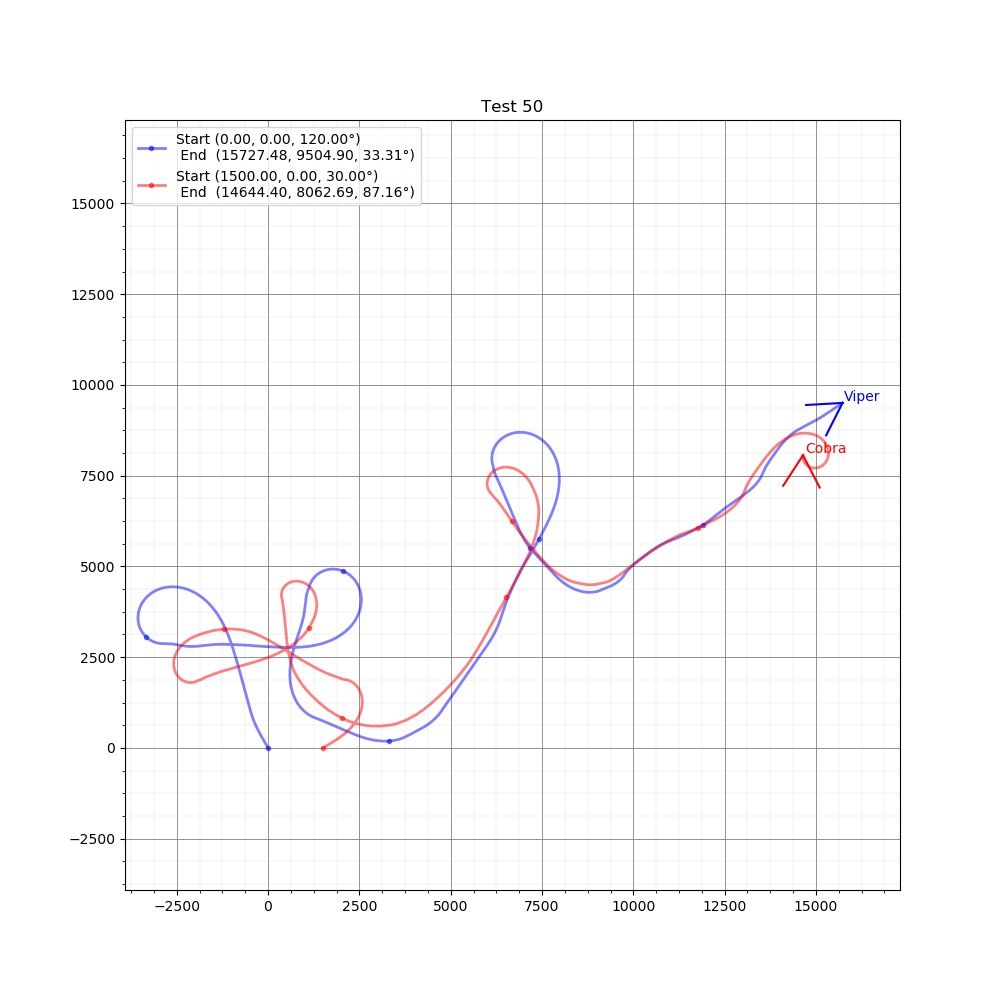 Test 50
Start (0.00, 0.00, 120.00°)
End (15727.48, 9504.90, 33.31°)
Start (1500.00, 0.00, 30.00°)
End (14644.40, 8062.69, 87.16°)
15000
12500
10000
7500
5000
2500
0
−2500
Viper
Cobra
−2500 0 2500 5000 7500 10000 12500 15000